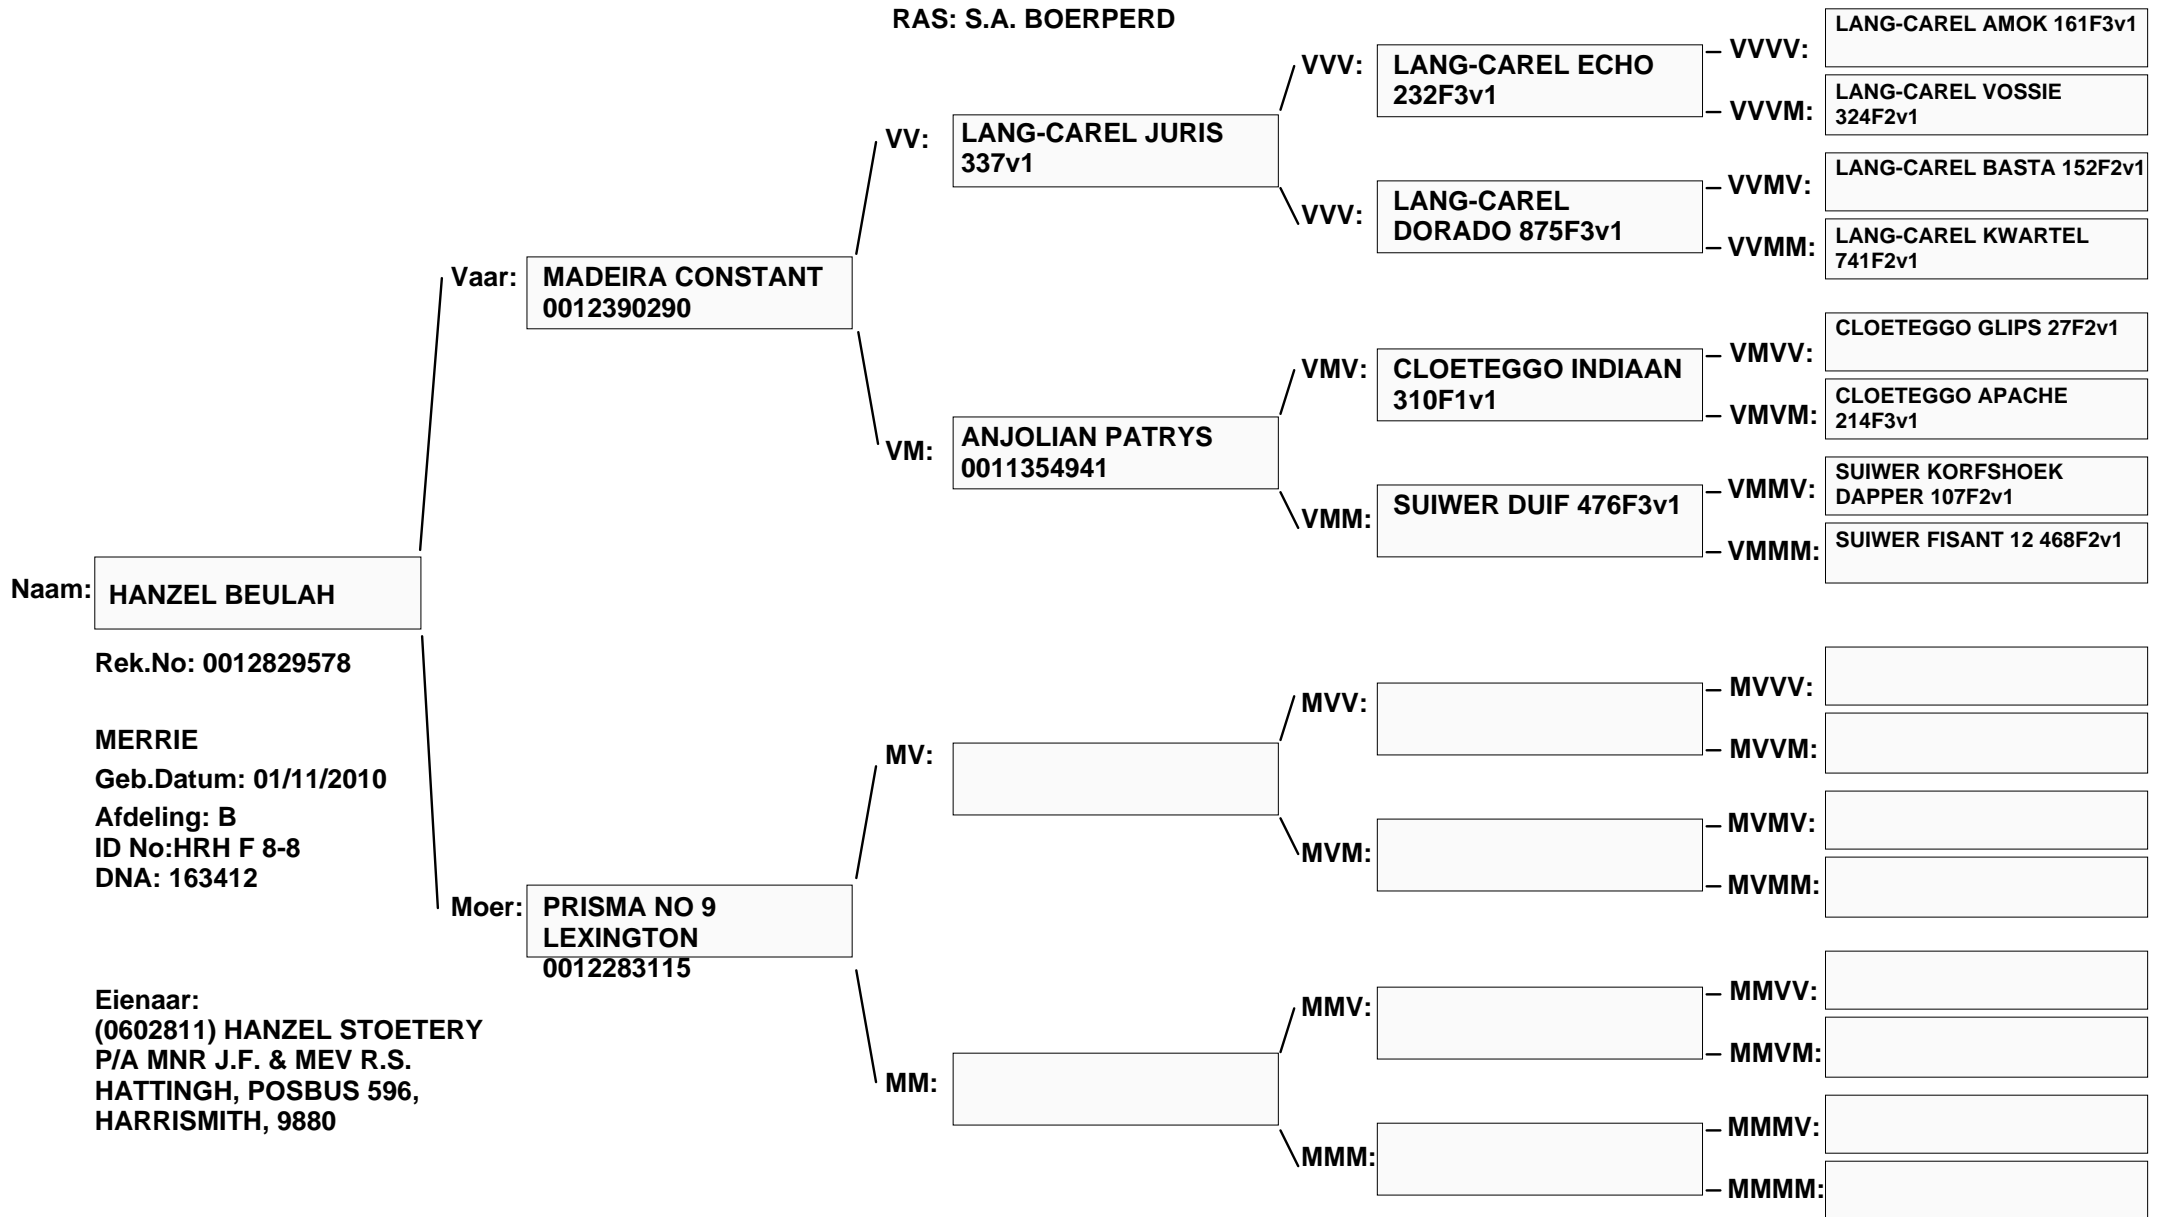 RAS: S.A. BOERPERD
Naam:
HANZEL BEULAH
Rek.No: 0012829578
MERRIE
Geb.Datum: 01/11/2010
Afdeling: B
ID No:HRH F 8-8
DNA: 163412
Eienaar:
(0602811) HANZEL STOETERY
P/A MNR J.F. & MEV R.S.
HATTINGH, POSBUS 596,
HARRISMITH, 9880
Vaar:
MADEIRA CONSTANT
0012390290
Moer:
PRISMA NO 9
LEXINGTON
0012283115
VV:
LANG-CAREL JURIS
337v1
VM:
ANJOLIAN PATRYS
0011354941
MV:
MM:
VVV:
LANG-CAREL ECHO
232F3v1
VVV:
LANG-CAREL
DORADO 875F3v1
VMV:
CLOETEGGO INDIAAN
310F1v1
VMM:
SUIWER DUIF 476F3v1
MVV:
MVM:
MMV:
MMM:
VVVV:
LANG-CAREL AMOK 161F3v1
VVVM:
LANG-CAREL VOSSIE
324F2v1
VVMV:
LANG-CAREL BASTA 152F2v1
VVMM:
LANG-CAREL KWARTEL
741F2v1
VMVV:
CLOETEGGO GLIPS 27F2v1
VMVM:
CLOETEGGO APACHE
214F3v1
VMMV:
SUIWER KORFSHOEK
DAPPER 107F2v1
VMMM:
SUIWER FISANT 12 468F2v1
MVVV:
MVVM:
MVMV:
MVMM:
MMVV:
MMVM:
MMMV:
MMMM: